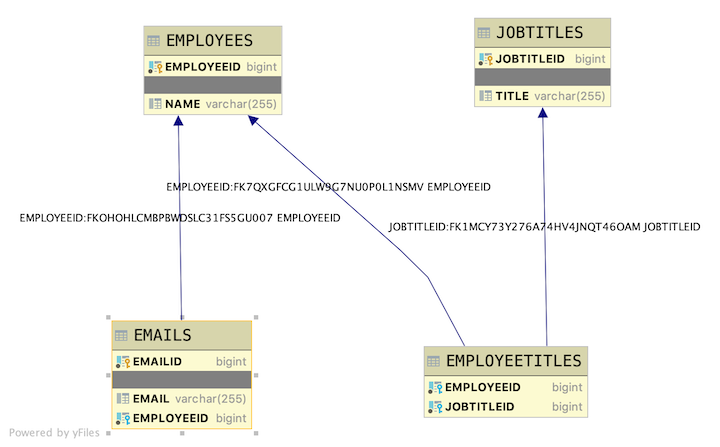 EMPLOYEES
EMPLOYEEID bigint
NAME varchar(255)
JOBTITLES
JOBTITLEID bigint
TITLE varchar(255)
EMPLOYEEID:FK7QXGFCG1ULW9G7NU0P0L1NSMV EMPLOYEEID
EMPLOYEEID:FKOHOHLCMBPBWDSLC31FS5GU007 EMPLOYEEID
JOBTITLEID:FK1MCY73Y276A74HV4JNQT46OAM JOBTITLEID
EMAILS
EMAILID bigint
EMAIL varchar(255)
EMPLOYEEID bigint
EMPLOYEETITLES
EMPLOYEEID bigint
JOBTITLEID bigint
Powered by yFiles